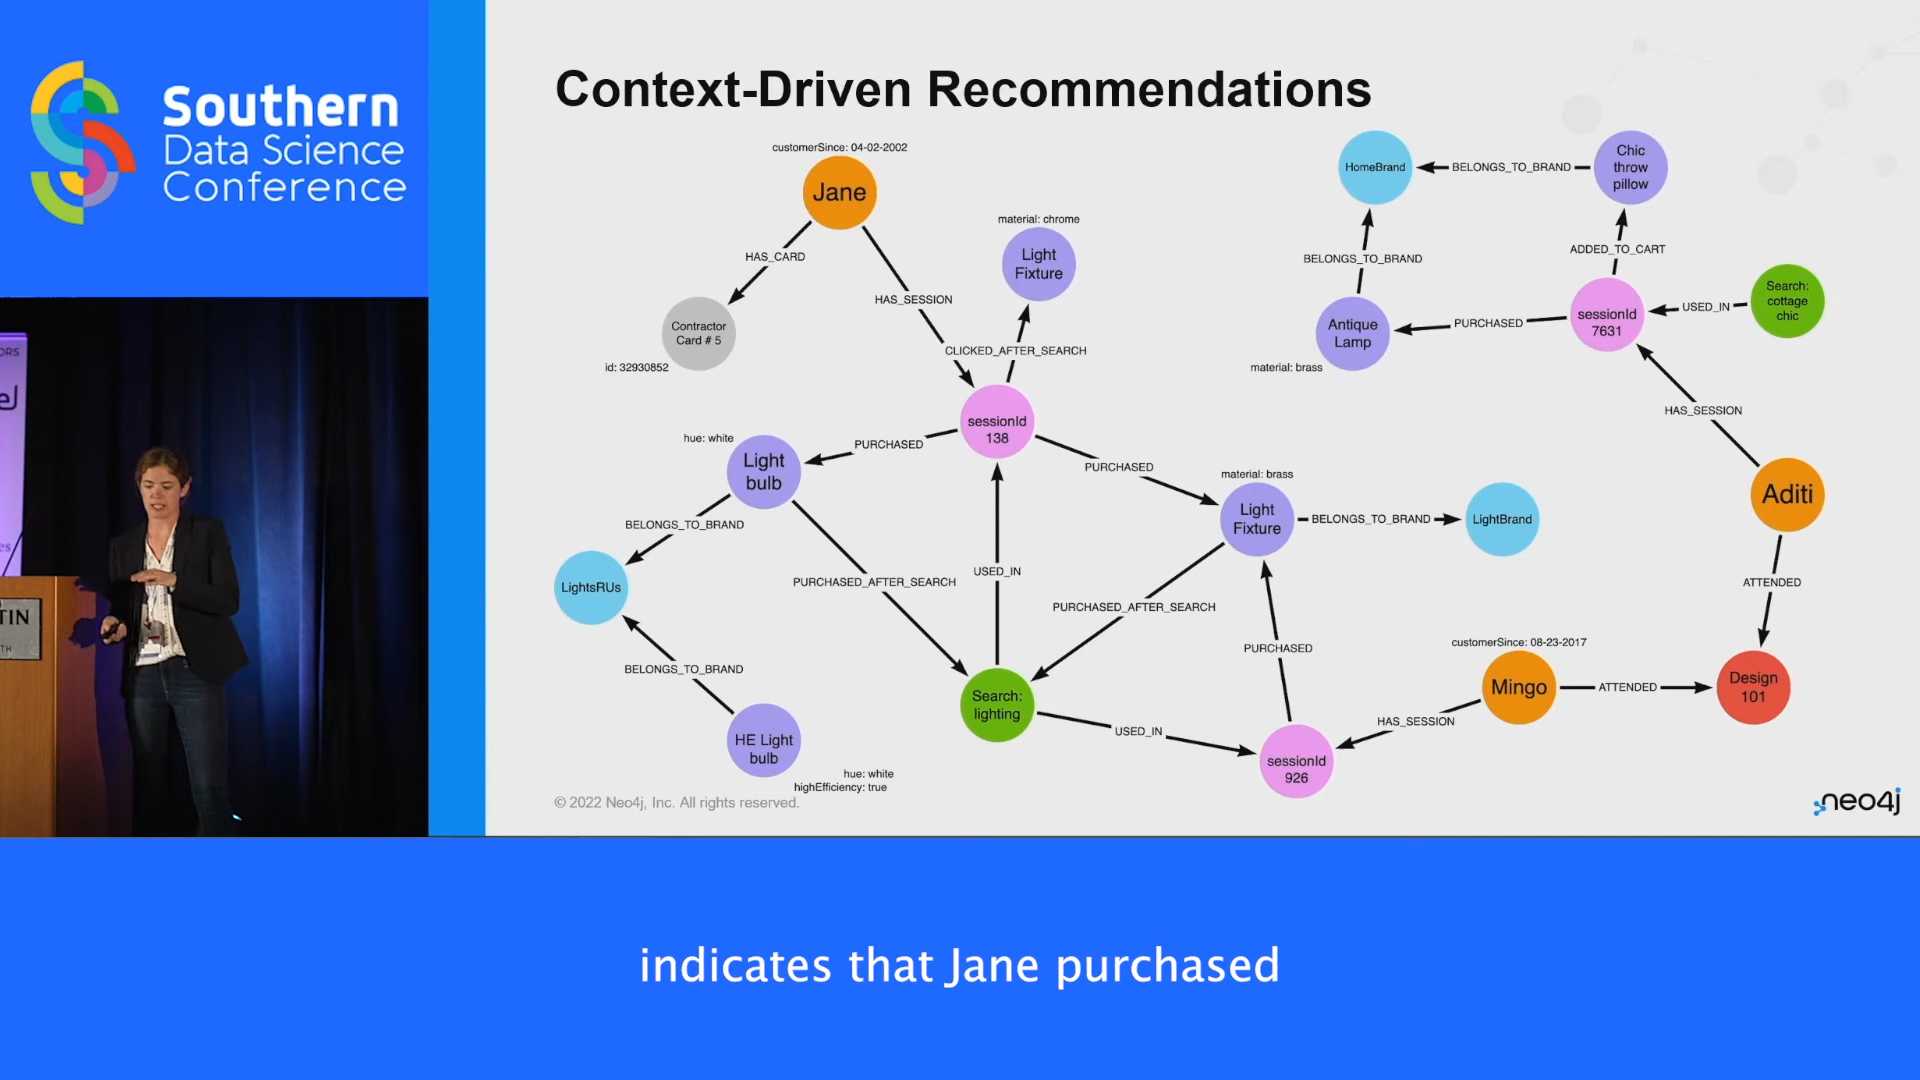 Southern
Data Science
Conference
Context-Driven Recommendations
customerSince: 04-02-2002
Jane
HAS_CARD
Contractor
Card # 5
id: 32930852
HAS_SESSION
material: chrome
Light
Fixture
CLICKED_AFTER_SEARCH
sessionId
138
PURCHASED
hue: white
Light
bulb
BELONGS_TO_BRAND
LightsRUs
PURCHASED_AFTER_SEARCH
USED_IN
BELONGS_TO_BRAND
HE Light
bulb
hue: white
highEfficiency: true
Search:
lighting
PURCHASED
material: brass
Light
Fixture
BELONGS_TO_BRAND
LightBrand
PURCHASED_AFTER_SEARCH
PURCHASED
USED_IN
sessionId
926
HAS_SESSION
customerSince: 08-23-2017
Mingo
ATTENDED
Design
101
ATTENDED
Aditi
HAS_SESSION
sessionId
7631
USED_IN
Search:
cottage
chic
ADDED_TO_CART
Chic
throw
pillow
BELONGS_TO_BRAND
HomeBrand
BELONGS_TO_BRAND
PURCHASED
Antique
Lamp
material: brass
© 2022 Neo4j, Inc. All rights reserved.
neo4j
ORS
el
es
TIN
TH
indicates that Jane purchased